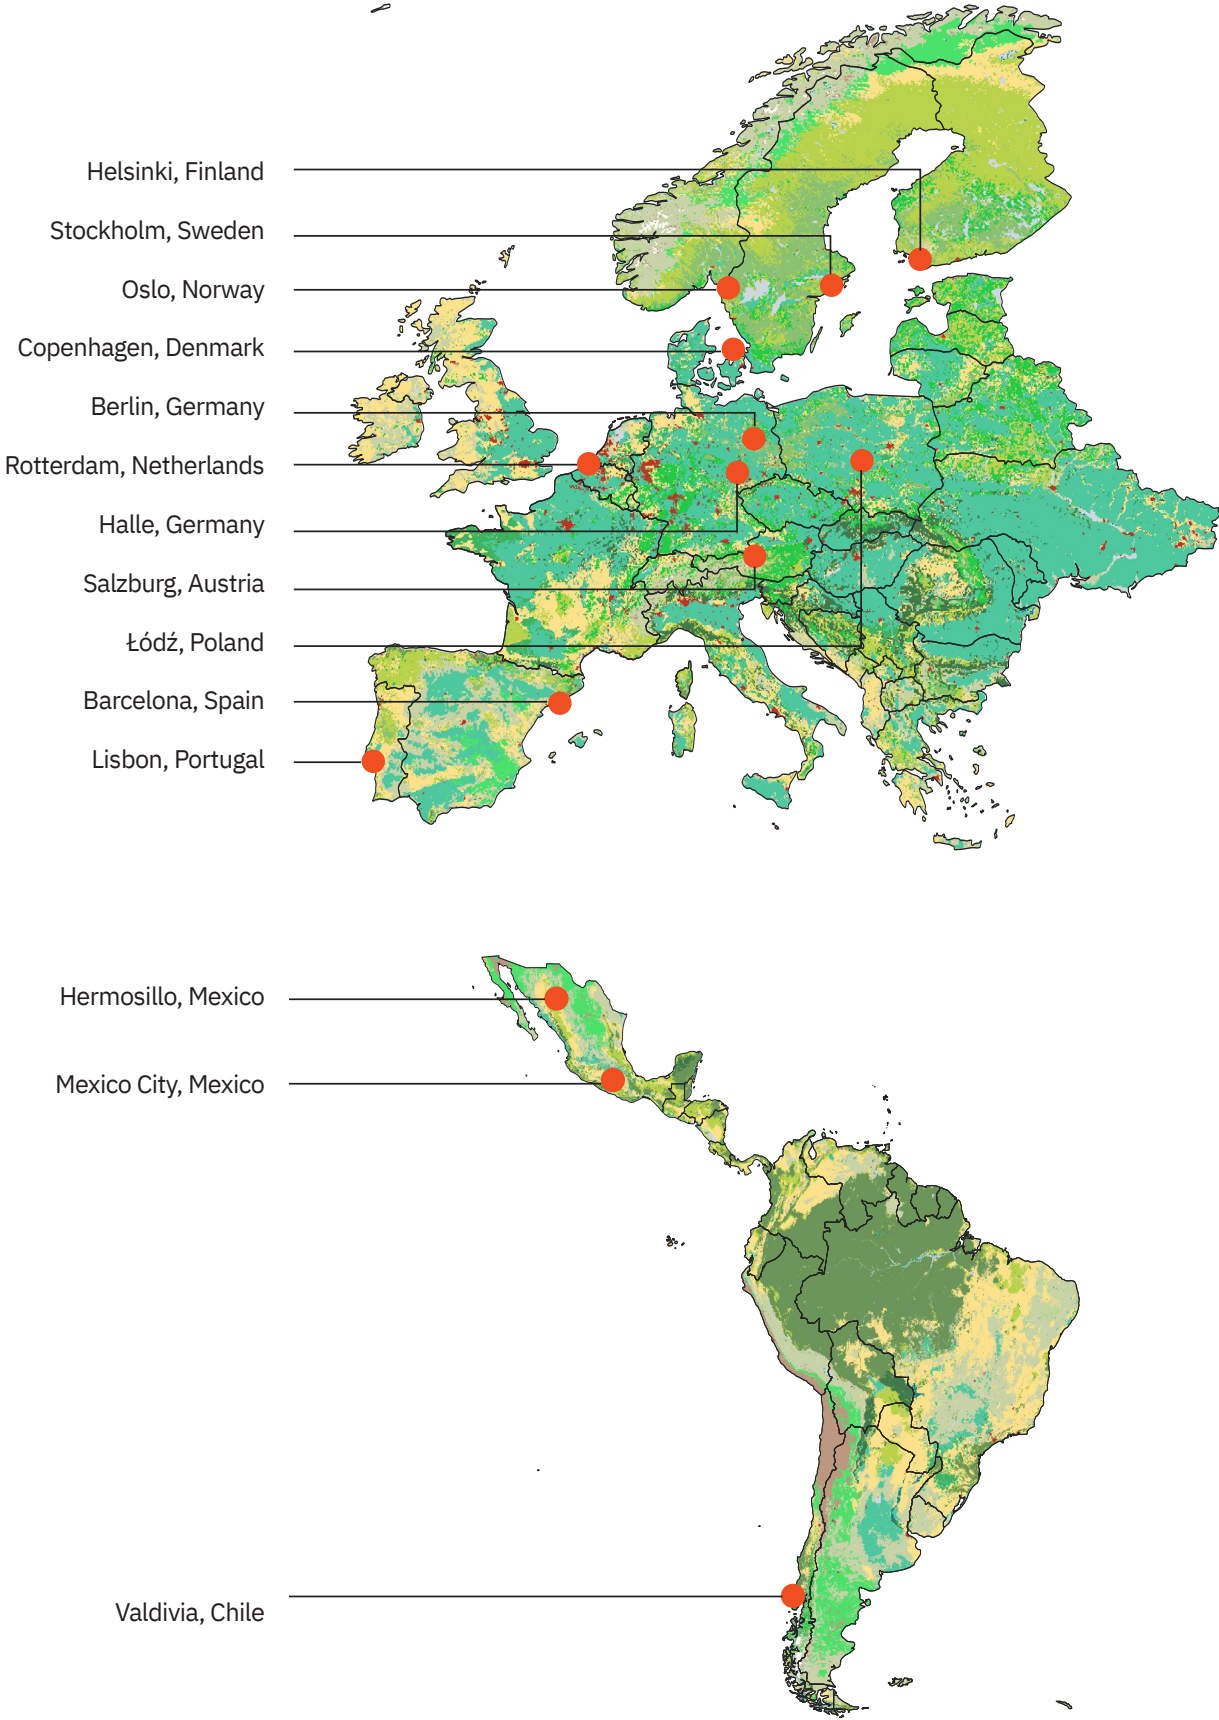 Helsinki, Finland
Stockholm, Sweden
Oslo, Norway
Copenhagen, Denmark
Berlin, Germany
Rotterdam, Netherlands
Halle, Germany
Salzburg, Austria
Łódź, Poland
Barcelona, Spain
Lisbon, Portugal
Hermosillo, Mexico
Mexico City, Mexico
Valdivia, Chile